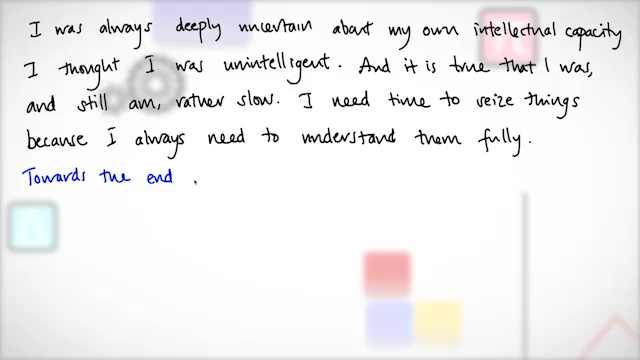 I was always deeply uncertain about my own intellectual capacity
I thought I was unintelligent. And it is true that I was,
and still am, rather slow. I need time to seize things
because I always need to understand them fully.
Towards the end